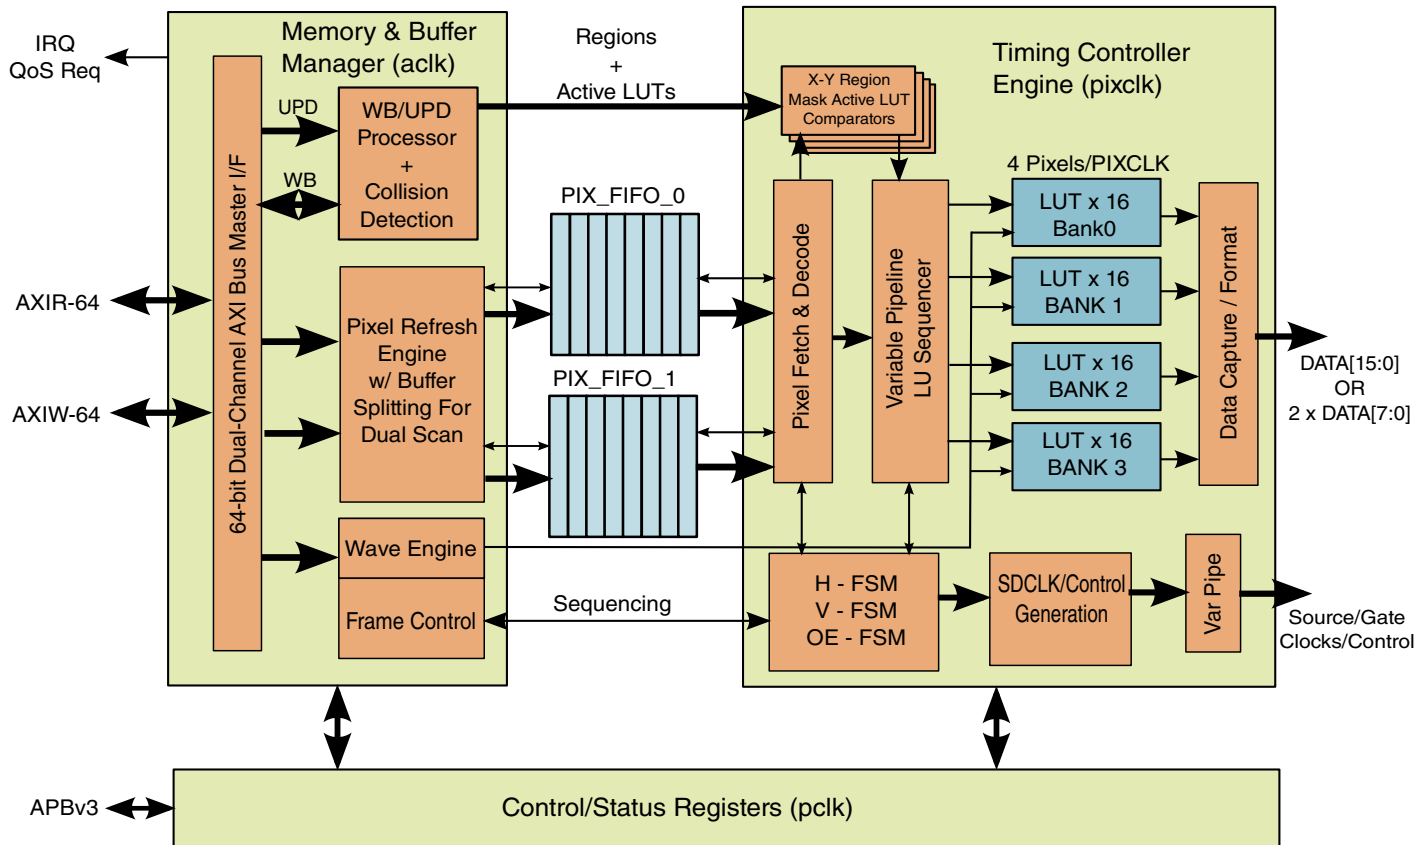 IRQ
QoS Req
Memory & Buffer
Manager (aclk)
Regions
+
Active LUTs
Timing Controller
Engine (pixclk)
X-Y Region
Mask Active LUT
Comparators
UPD
WB
WB/UPD
Processor
+
Collision
Detection
64-bit Dual-Channel AXI Bus Master I/F
PIX_FIFO_0
4 Pixels/PIXCLK
LUT x 16
Bank0
LUT x 16
BANK 1
LUT x 16
BANK 2
LUT x 16
BANK 3
AXIR-64
AXIW-64
Pixel Refresh
Engine
w/ Buffer
Splitting For
Dual Scan
PIX_FIFO_1
Pixel Fetch & Decode
Variable Pipeline
LU Sequencer
Data Capture / Format
DATA[15:0]
OR
2 x DATA[7:0]
Wave Engine
Frame Control
Sequencing
H - FSM
V - FSM
OE - FSM
SDCLK/Control
Generation
Var Pipe
Source/Gate
Clocks/Control
APBv3
Control/Status Registers (pclk)